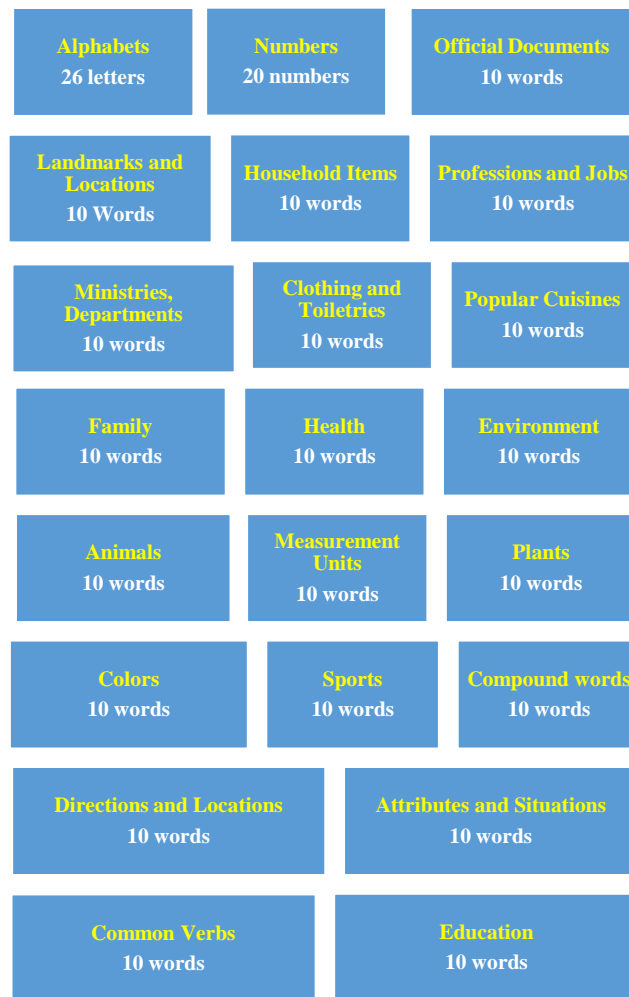 Alphabets
26 letters
Numbers
20 numbers
Official Documents
10 words
Landmarks and
Locations
10 Words
Household Items
10 words
Professions and Jobs
10 words
Ministries,
Departments
10 words
Clothing and
Toiletries
10 words
Popular Cuisines
10 words
Family
10 words
Health
10 words
Environment
10 words
Animals
10 words
Measurement
Units
10 words
Plants
10 words
Colors
10 words
Sports
10 words
Compound words
10 words
Directions and Locations
10 words
Attributes and Situations
10 words
Common Verbs
10 words
Education
10 words